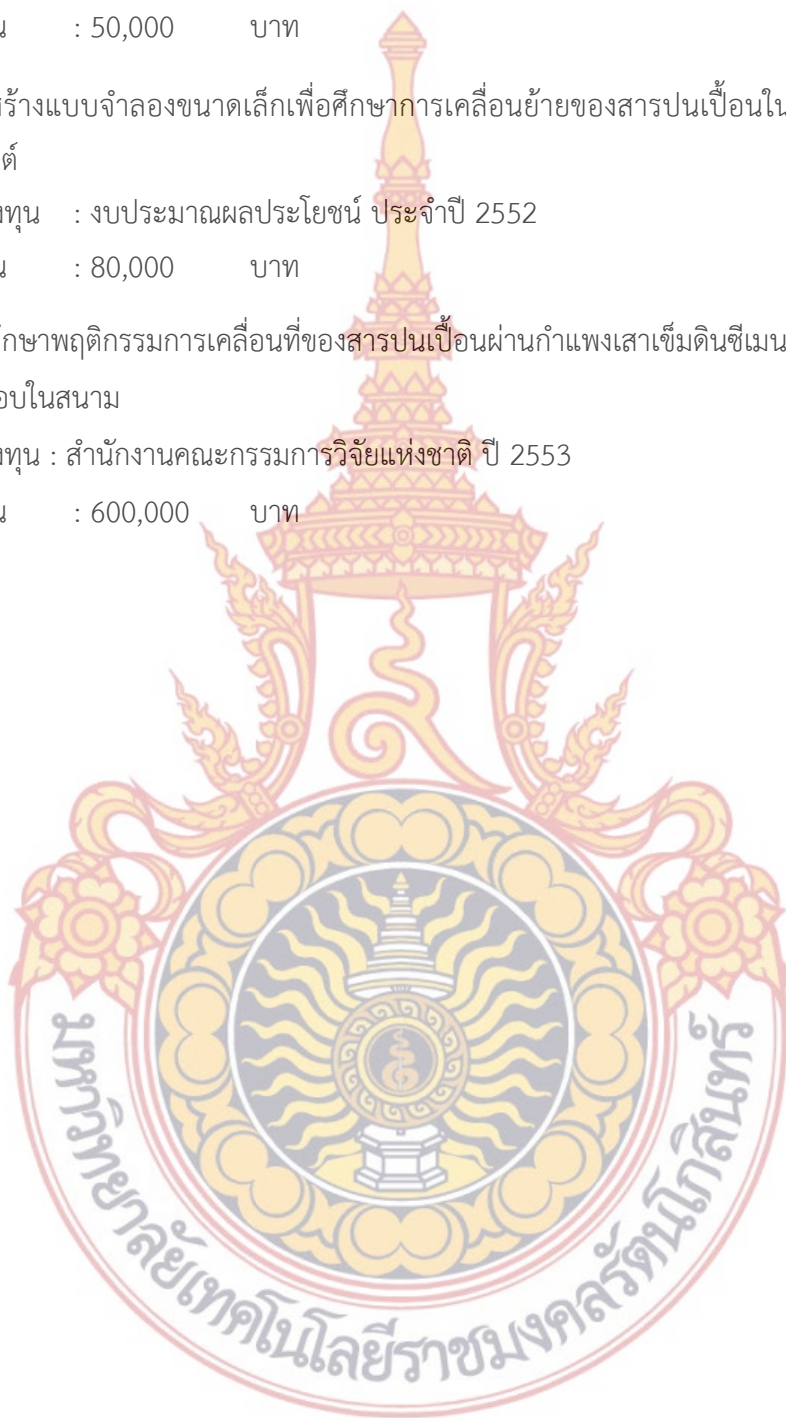 : 50,000 บาท
สร้างแบบจำลองขนาดเล็กเพื่อศึกษาการเคลื่อนย้ายของสารปนเปื้อนใน
ต์
งทุน : งบประมาณผลประโยชน์ ประจำปี 2552
: 80,000 บาท
ักษาพฤติกรรมการเคลื่อนที่ของสารปนเปื้อนผ่านกำแพงเสาเข็มดินซีเมน
อบในสนาม
งทุน : สำนักงานคณะกรรมการวิจัยแห่งชาติ ปี 2553
: 600,000 บาท
มหาวิทยาลัยเทคโนโลยีราชมงคลรัตนโกสินทร์